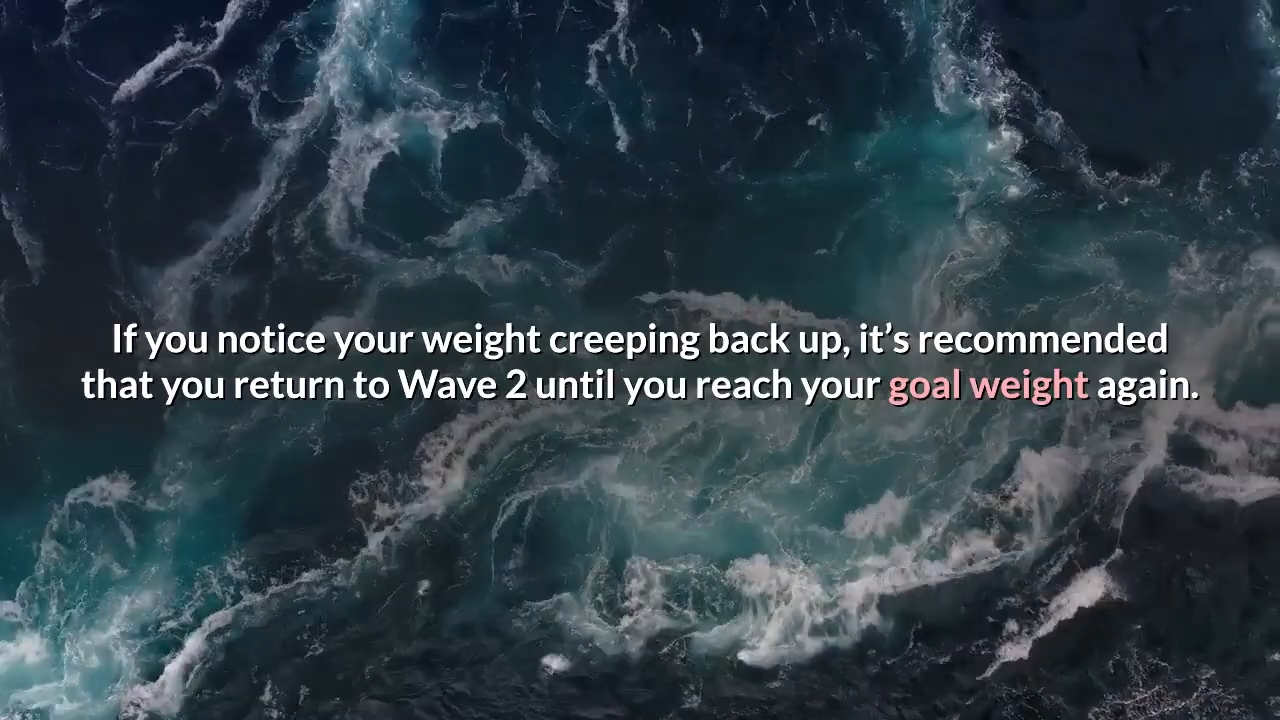 If you notice your weight creeping back up, it’s recommended
that you return to Wave 2 until you reach your goal weight again.